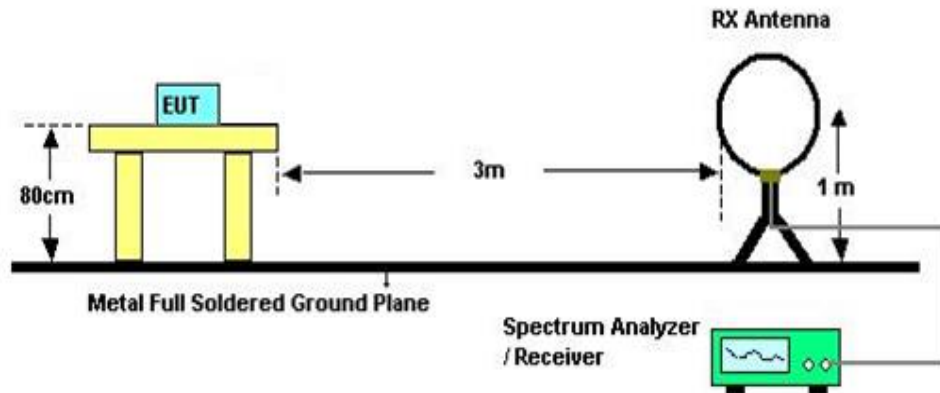 RX Antenna
EUT
3m
80cm
1 m
Metal Full Soldered Ground Plane
Spectrum Analyzer
/ Receiver